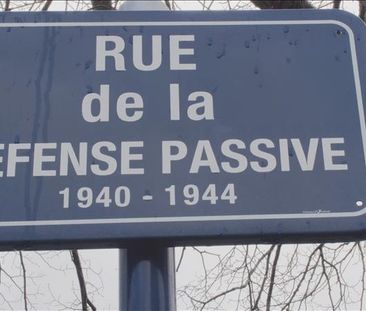 RUE
de la
EFENSE PASSIVE
1940 - 1944